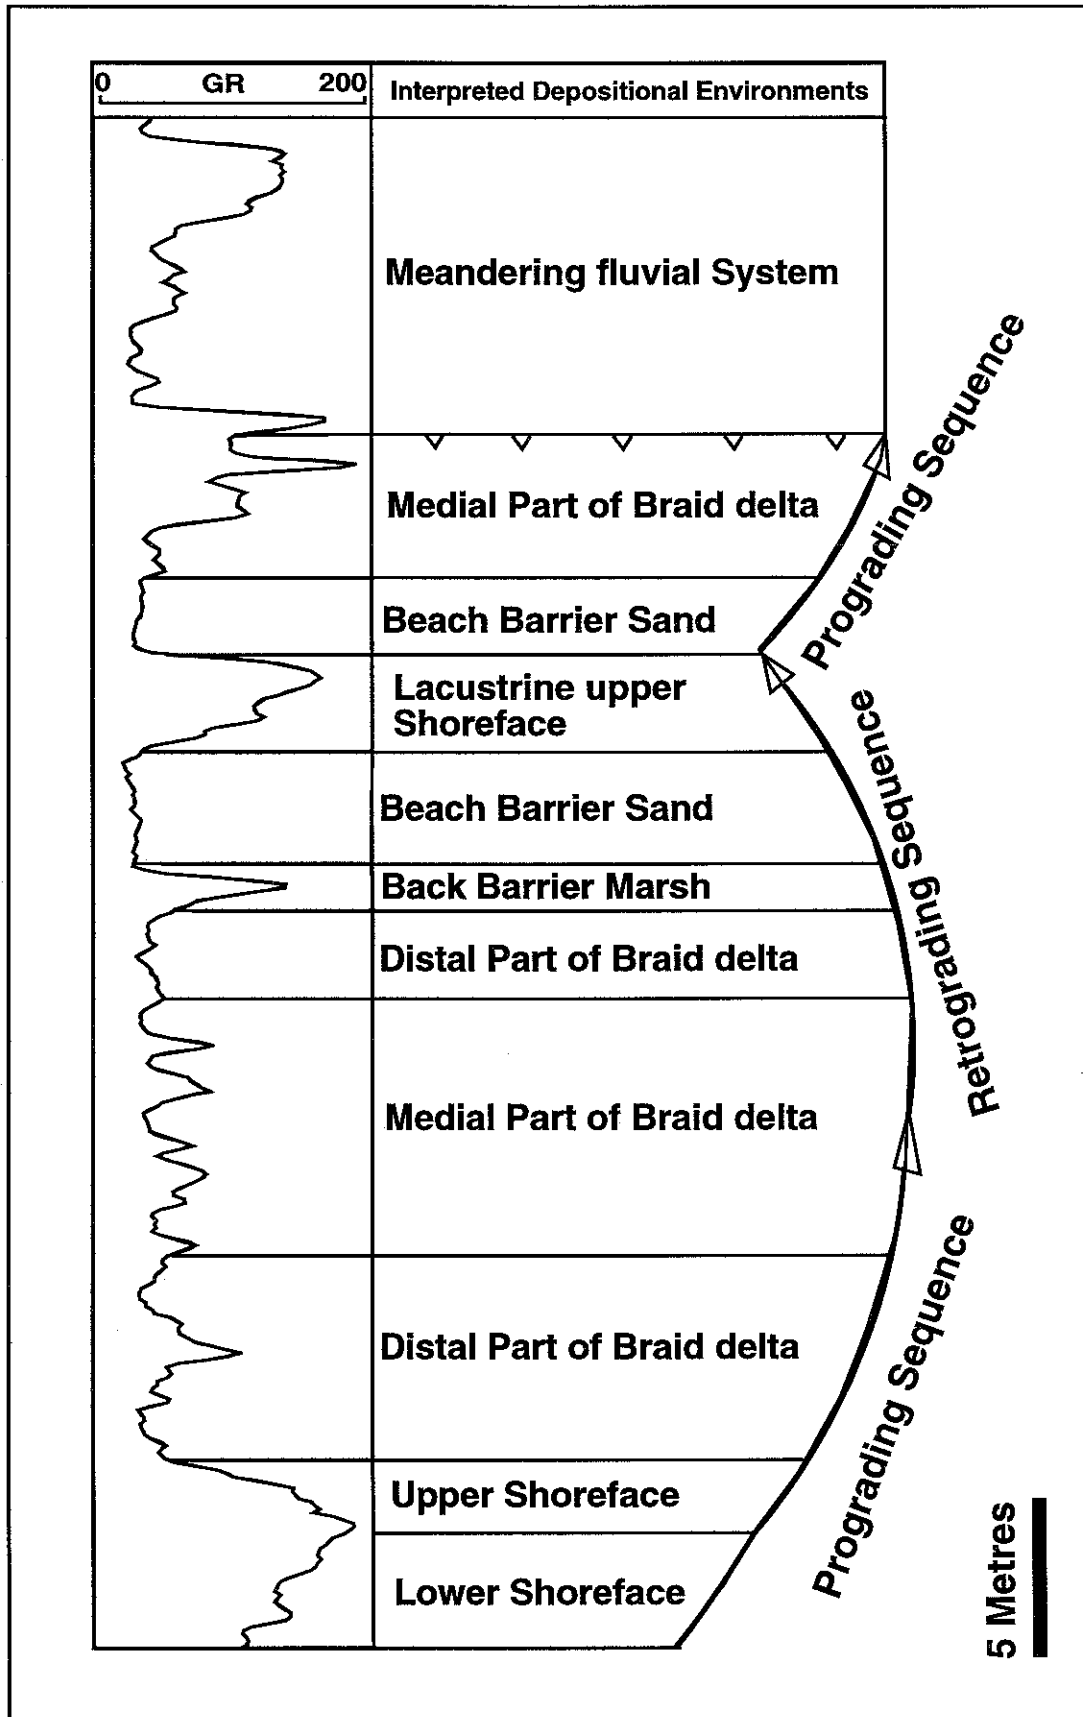 0 GR 200
Interpreted Depositional Environments
Meandering fluvial System
Medial Part of Braid delta
Beach Barrier Sand
Lacustrine upper
Shoreface
Beach Barrier Sand
Back Barrier Marsh
Distal Part of Braid delta
Medial Part of Braid delta
Distal Part of Braid delta
Upper Shoreface
Lower Shoreface
Prograding Sequence
Retrograding Sequence
Prograding Sequence
5 Metres